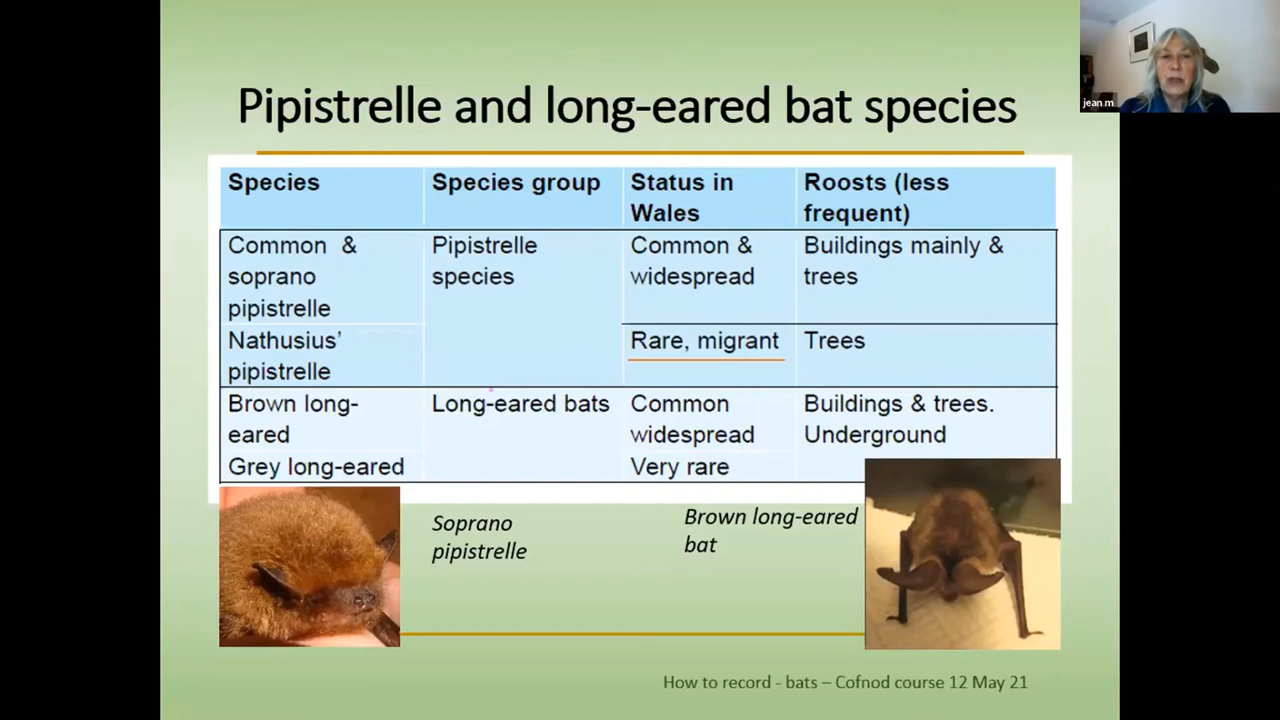 Pipistrelle and long-eared bat species
jean m
Species
Species group
Status in
Wales
Roosts (less
frequent)
Common &
soprano
pipistrelle
Pipistrelle
species
Common &
widespread
Buildings mainly &
trees
Nathusius'
pipistrelle
Rare, migrant
Trees
Brown long-
eared
Long-eared bats
Common
widespread
Buildings & trees.
Underground
Grey long-eared
Very rare
Soprano
pipistrelle
Brown long-eared
bat
How to record - bats – Cofnod course 12 May 21